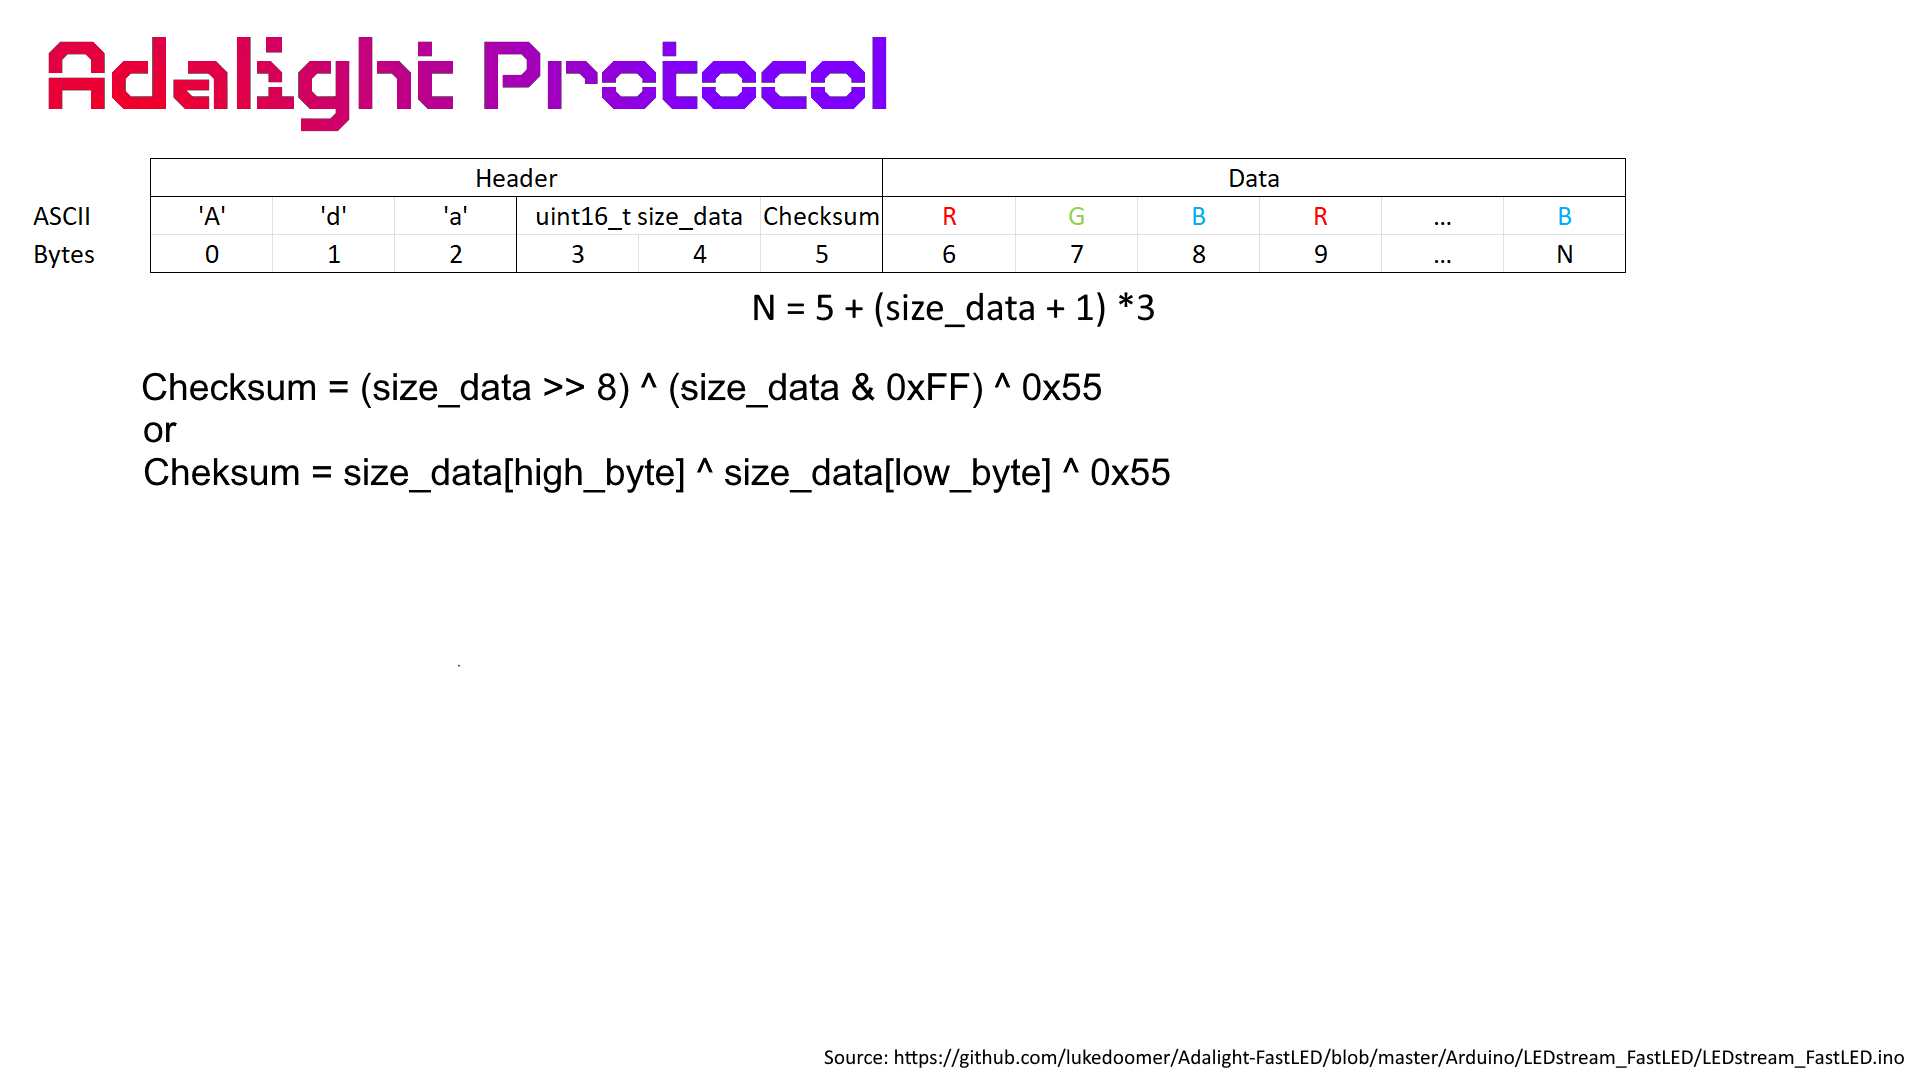 Adalight Protocol
Header Data
ASCII 'A' 'd' 'a' uint16_t size_data Checksum R G B R ... B
Bytes 0 1 2 3 4 5 6 7 8 9 ... N
N = 5 + (size_data + 1) *3
Checksum = (size_data >> 8) ^ (size_data & 0xFF) ^ 0x55
or
Cheksum = size_data[high_byte] ^ size_data[low_byte] ^ 0x55
Source: https://github.com/lukedoomer/Adalight-FastLED/blob/master/Arduino/LEDstream_FastLED/LEDstream_FastLED.ino